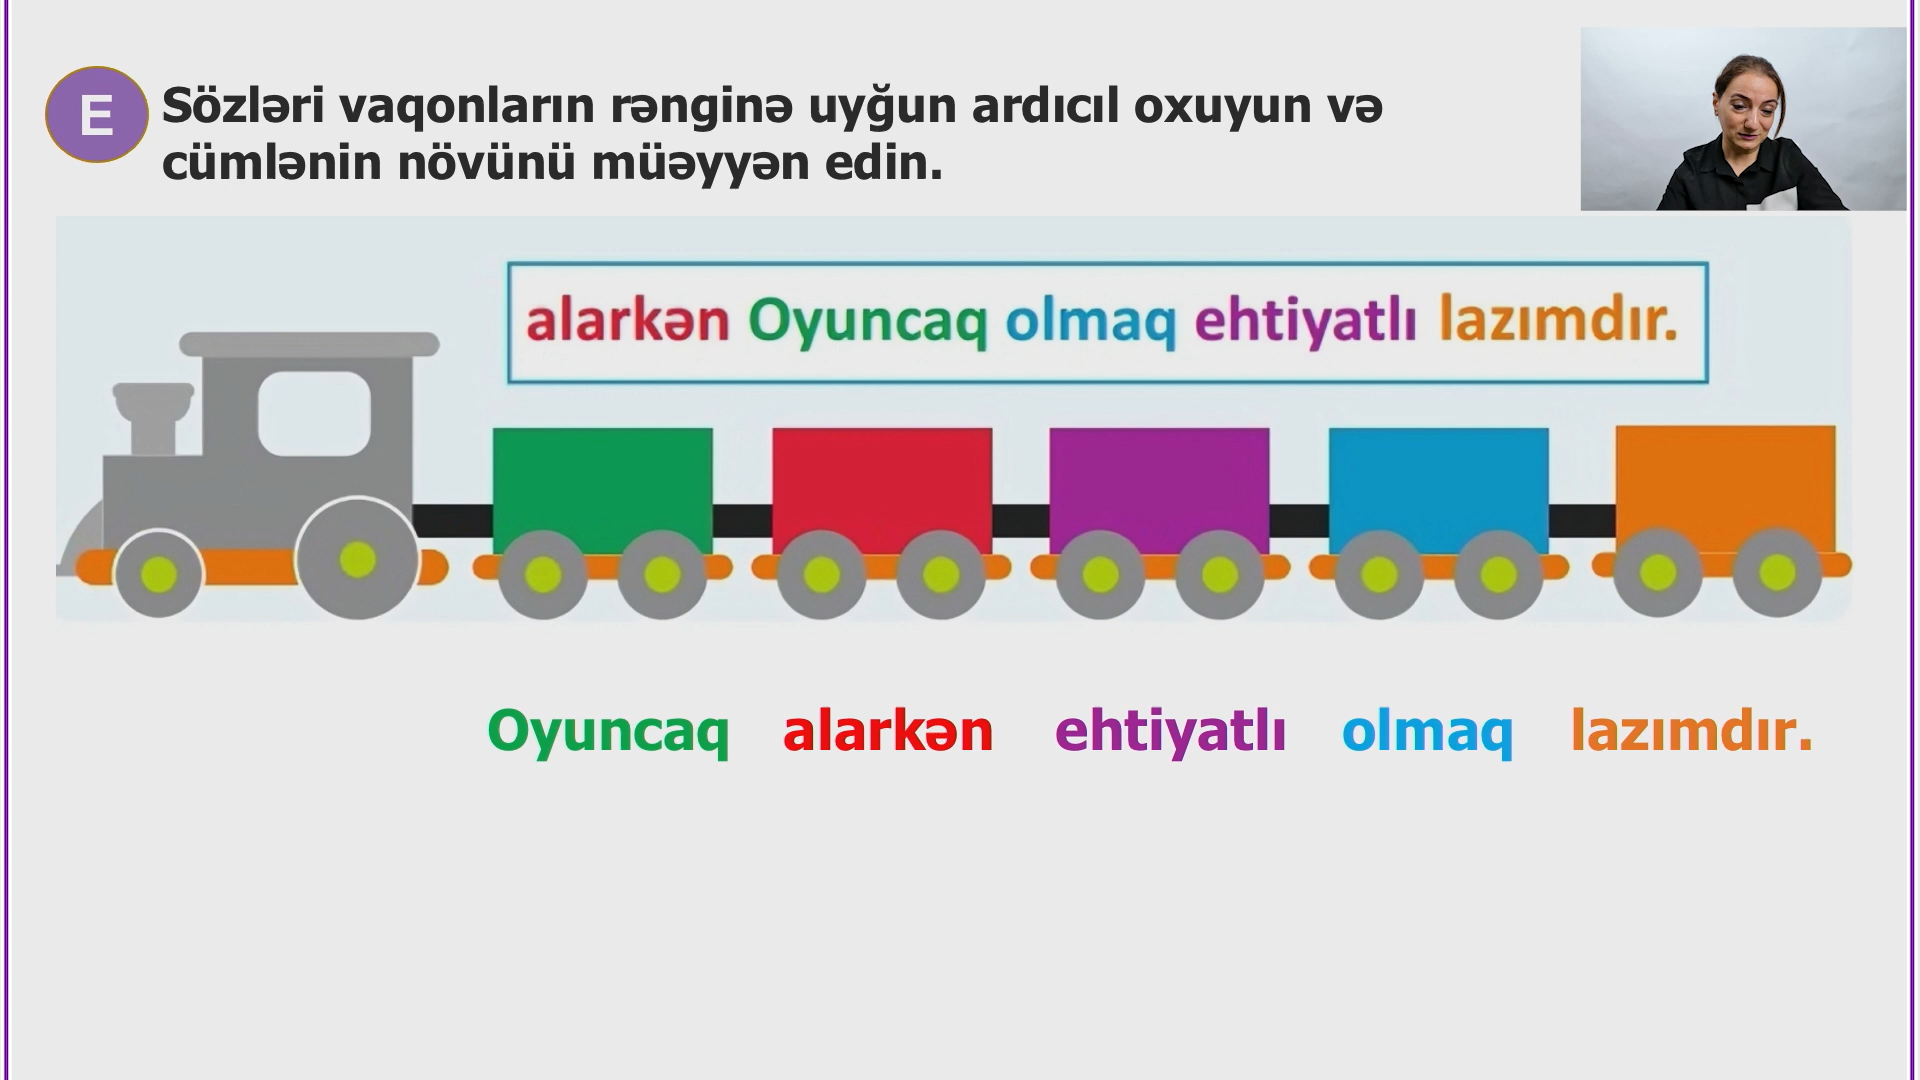 E
Sözləri vaqonların rənginə uyğun ardıcıl oxuyun və
cümlənin növünü müəyyən edin.
alarkən Oyuncaq olmaq ehtiyatlı lazımdır.
Oyuncaq alarkən ehtiyatlı olmaq lazımdır.